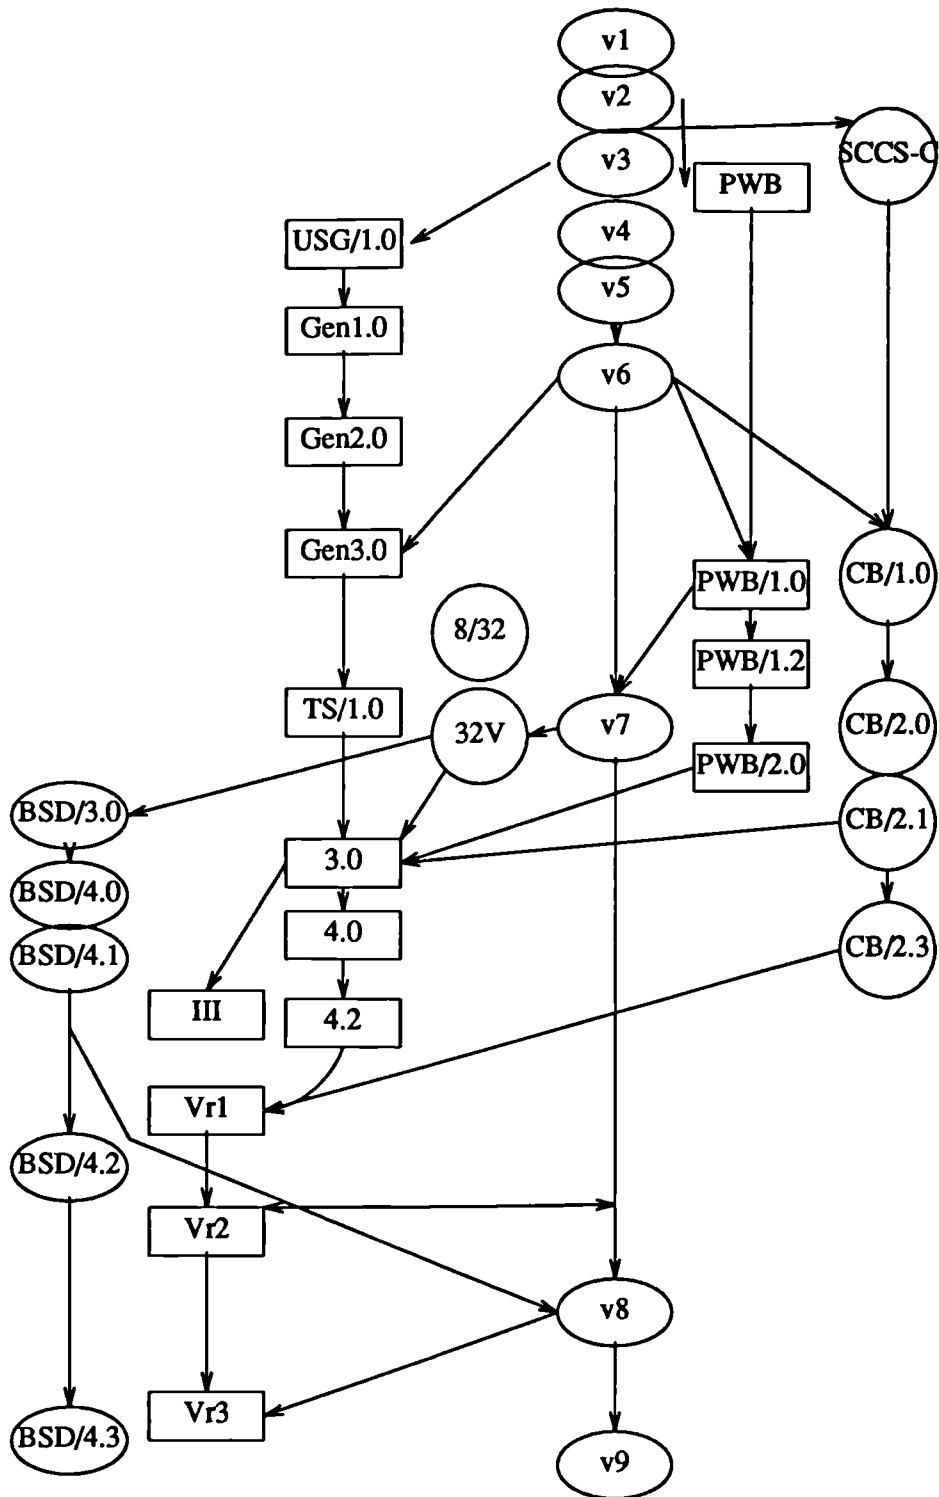 v1
v2
SCCS-C
v3
PWB
USG/1.0
v4
v5
Gen1.0
v6
Gen2.0
Gen3.0
PWB/1.0
CB/1.0
8/32
PWB/1.2
TS/1.0
32V
v7
CB/2.0
PWB/2.0
BSD/3.0
CB/2.1
3.0
BSD/4.0
4.0
BSD/4.1
CB/2.3
III
4.2
Vr1
BSD/4.2
Vr2
v8
Vr3
BSD/4.3
v9